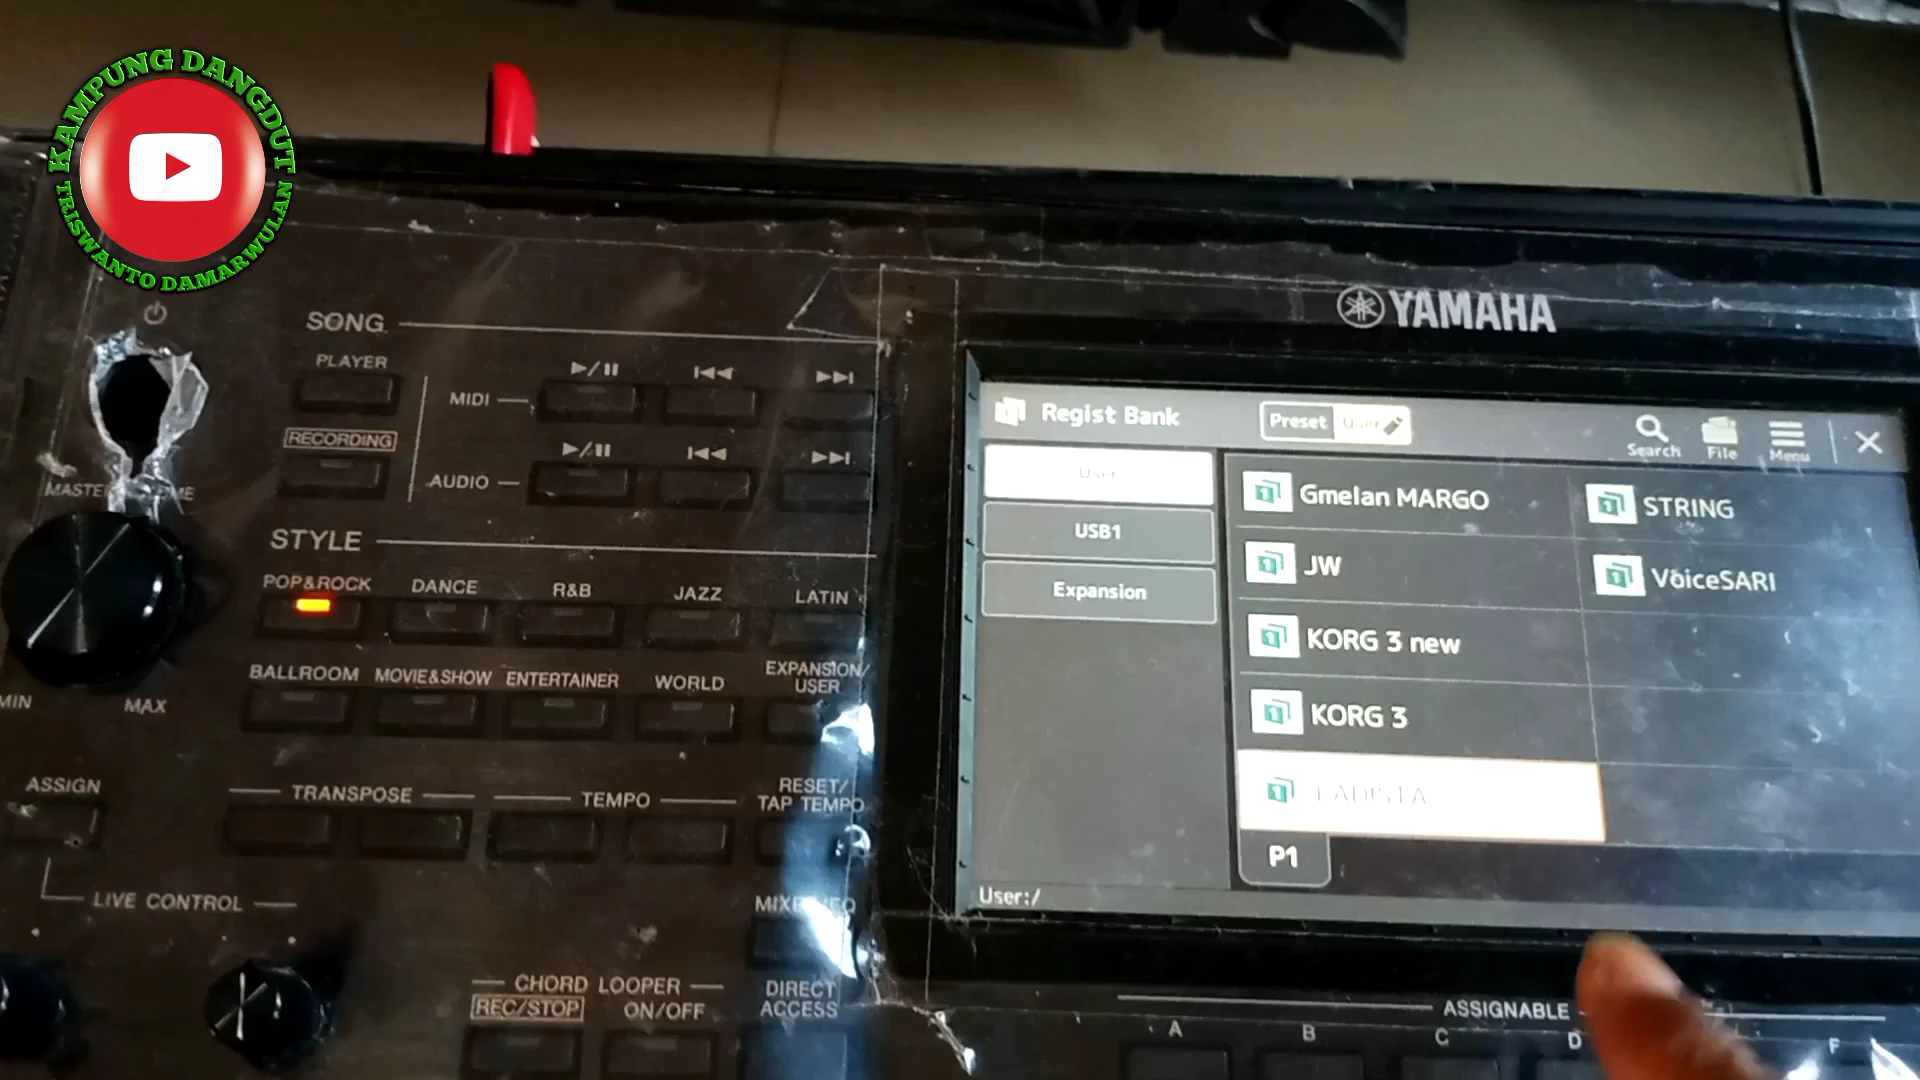 KAMPUNG DANGDUT
TRISWANTO DAMARWULAN
YAMAHA
SONG
PLAYER
MIDI
RECORDING
AUDIO
MASTER
STYLE
POP&ROCK
DANCE
R&B
JAZZ
LATIN
BALLROOM
MOVIE&SHOW
ENTERTAINER
WORLD
EXPANSION/
USER
MIN
MAX
ASSIGN
TRANSPOSE
TEMPO
RESET/
TAP TEMPO
LIVE CONTROL
CHORD LOOPER
REC/STOP
ON/OFF
DIRECT
ACCESS
Regist Bank
Preset
User
Search
File
Menu
User
USB1
Expansion
Gmelan MARGO
JW
KORG 3 new
KORG 3
STRING
VoiceSARI
P1
User:/
ASSIGNABLE
A
B
C
D
F